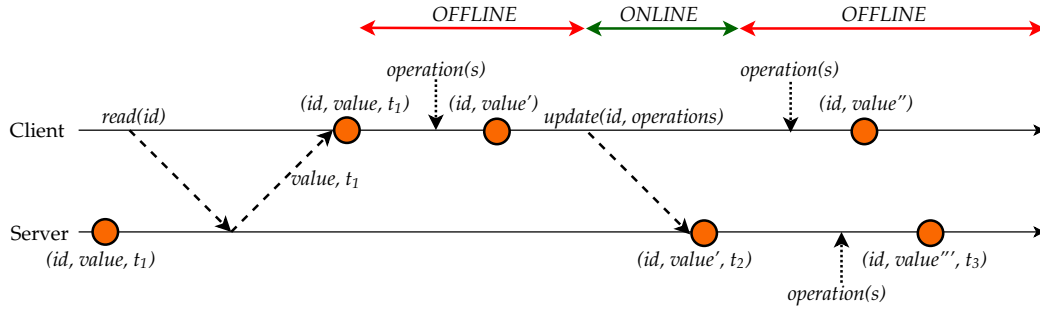 OFFLINE
ONLINE
OFFLINE
operation(s)
operation(s)
(id, value, t1)
(id, value')
(id, value'')
read(id)
update(id, operations)
Client
value, t1
Server
(id, value, t1)
(id, value', t2)
(id, value''', t3)
operation(s)